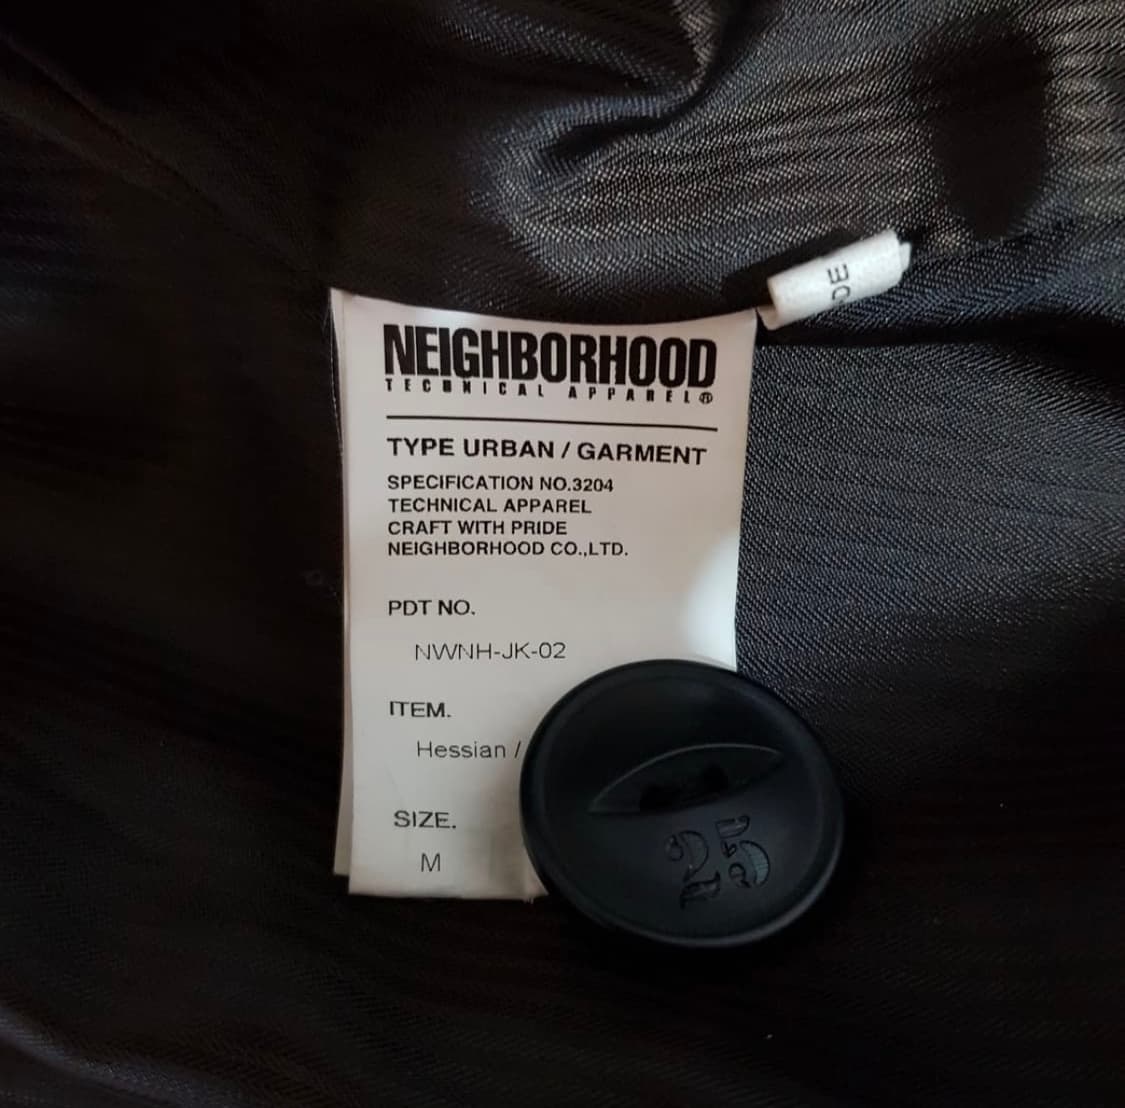 NEIGHBORHOOD
TECHNICAL APPAREL®
TYPE URBAN / GARMENT
SPECIFICATION NO.3204
TECHNICAL APPAREL
CRAFT WITH PRIDE
NEIGHBORHOOD CO.,LTD.
PDT NO.
NWNH-JK-02
ITEM.
Hessian /
SIZE.
M
25